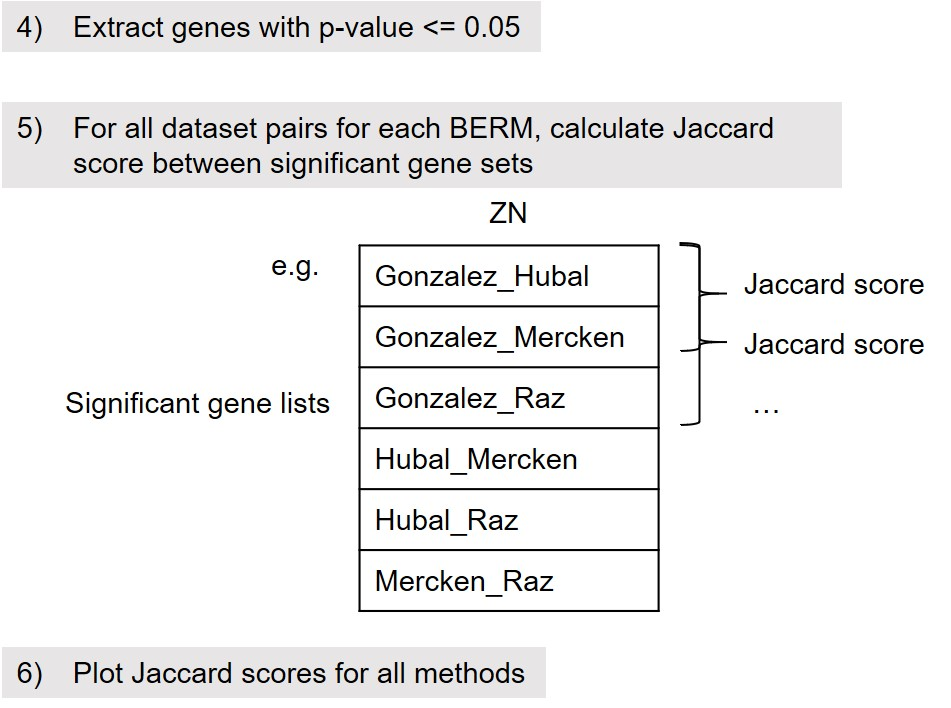 4) Extract genes with p-value <= 0.05
5) For all dataset pairs for each BERM, calculate Jaccard
score between significant gene sets
ZN
e.g.
Gonzalez_Hubal
Jaccard score
Gonzalez_Mercken
Jaccard score
Significant gene lists
Gonzalez_Raz
…
Hubal_Mercken
Hubal_Raz
Mercken_Raz
6) Plot Jaccard scores for all methods